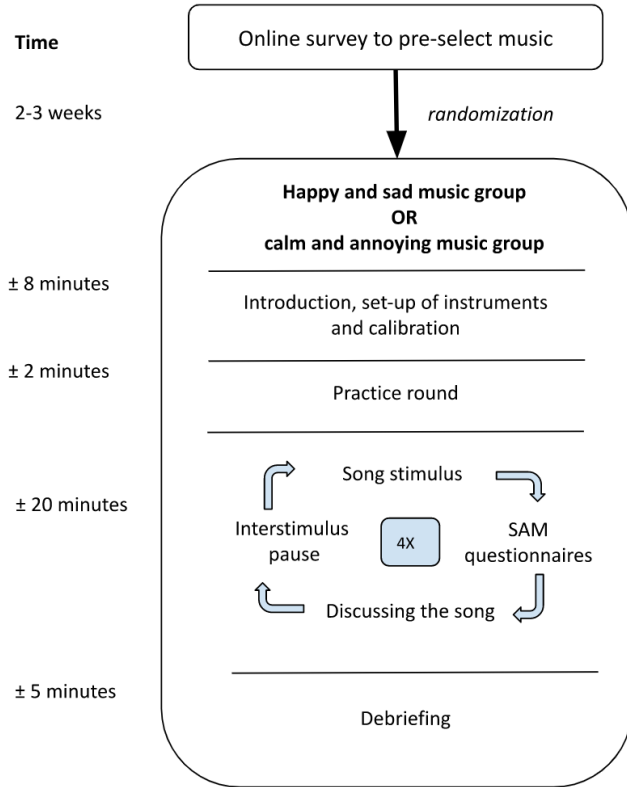 Time
Online survey to pre-select music
2-3 weeks
randomization
Happy and sad music group
OR
calm and annoying music group
± 8 minutes
Introduction, set-up of instruments
and calibration
± 2 minutes
Practice round
± 20 minutes
Song stimulus
SAM
questionnaires
Discussing the song
Interstimulus
pause
4X
± 5 minutes
Debriefing